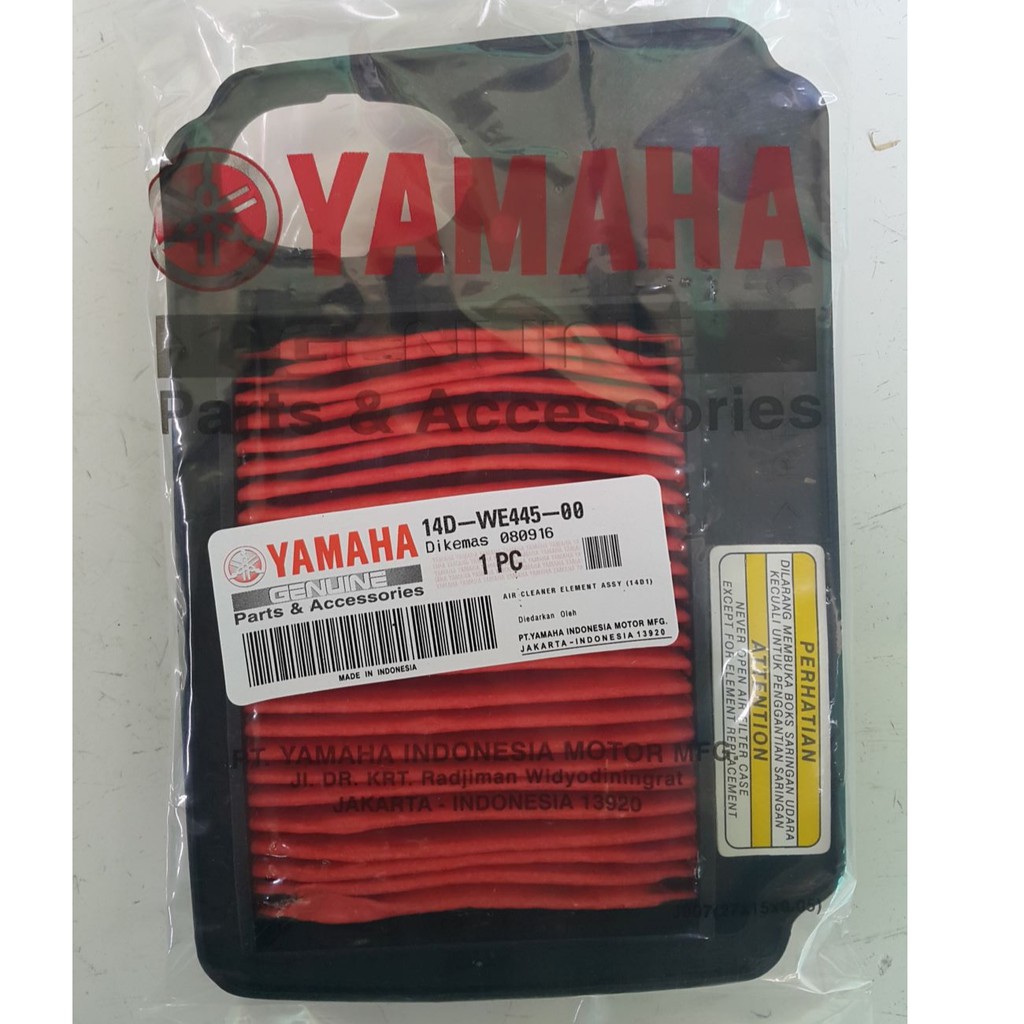 YAMAHA
GENUINE
Parts & Accessories
YAMAHA
GENUINE
Parts & Accessories
MADE IN INDONESIA
14D-WE445-00
Dikemas 080916
1 PC
AIR CLEANER ELEMENT ASSY (14D1)
Diedarkan Oleh
PT.YAMAHA INDONESIA MOTOR MFG.
JAKARTA-INDONESIA 13920
PERHATIAN
DILARANG MEMBUKA BOKS SARINGAN UDARA
KECUALI UNTUK PENGGANTIAN SARINGAN
ATTENTION
NEVER OPEN AIR FILTER CASE
EXCEPT FOR ELEMENT REPLACEMENT
PT. YAMAHA INDONESIA MOTOR MFG.
Jl. DR. KRT. Radjiman Widyodiningrat
JAKARTA - INDONESIA 13920